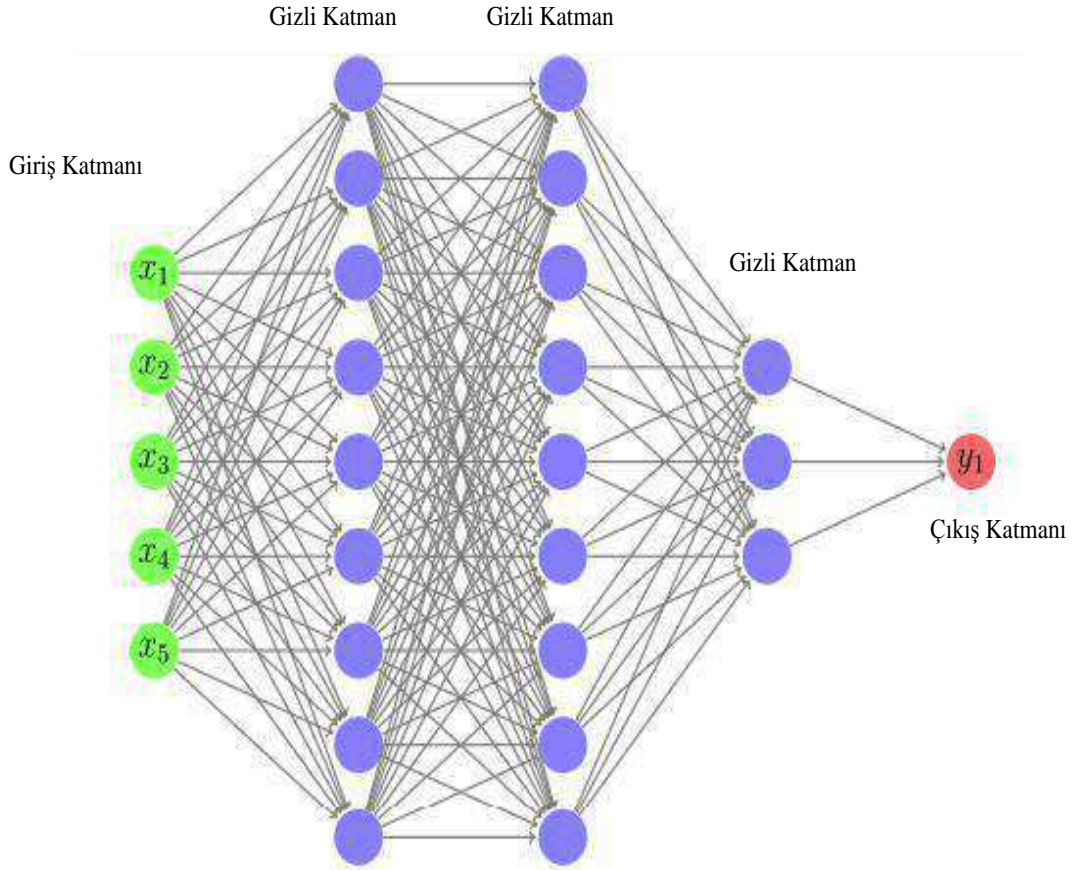 Gizli Katman
Gizli Katman
Giriş Katmanı
Gizli Katman
x1
x2
x3
x4
x5
y1
Çıkış Katmanı